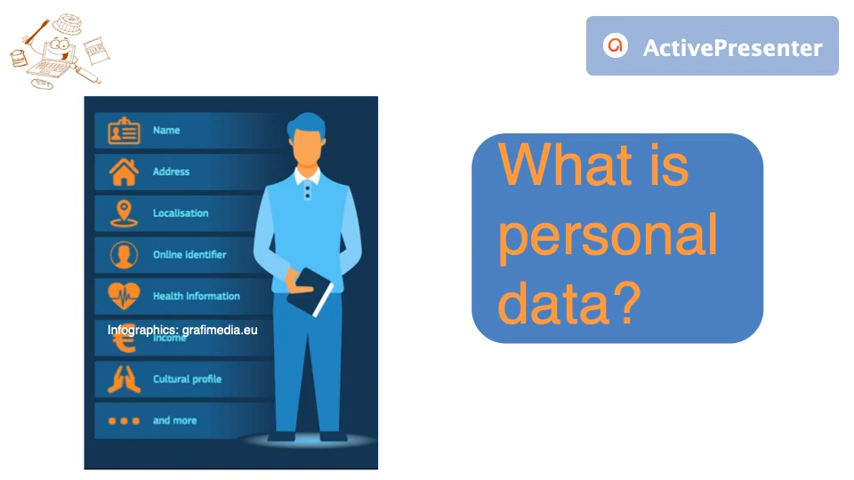 ActivePresenter
Name
Address
Localisation
Online identifier
Health information
Infographics: grafimedia.eu
Income
Cultural profile
and more
What is
personal
data?